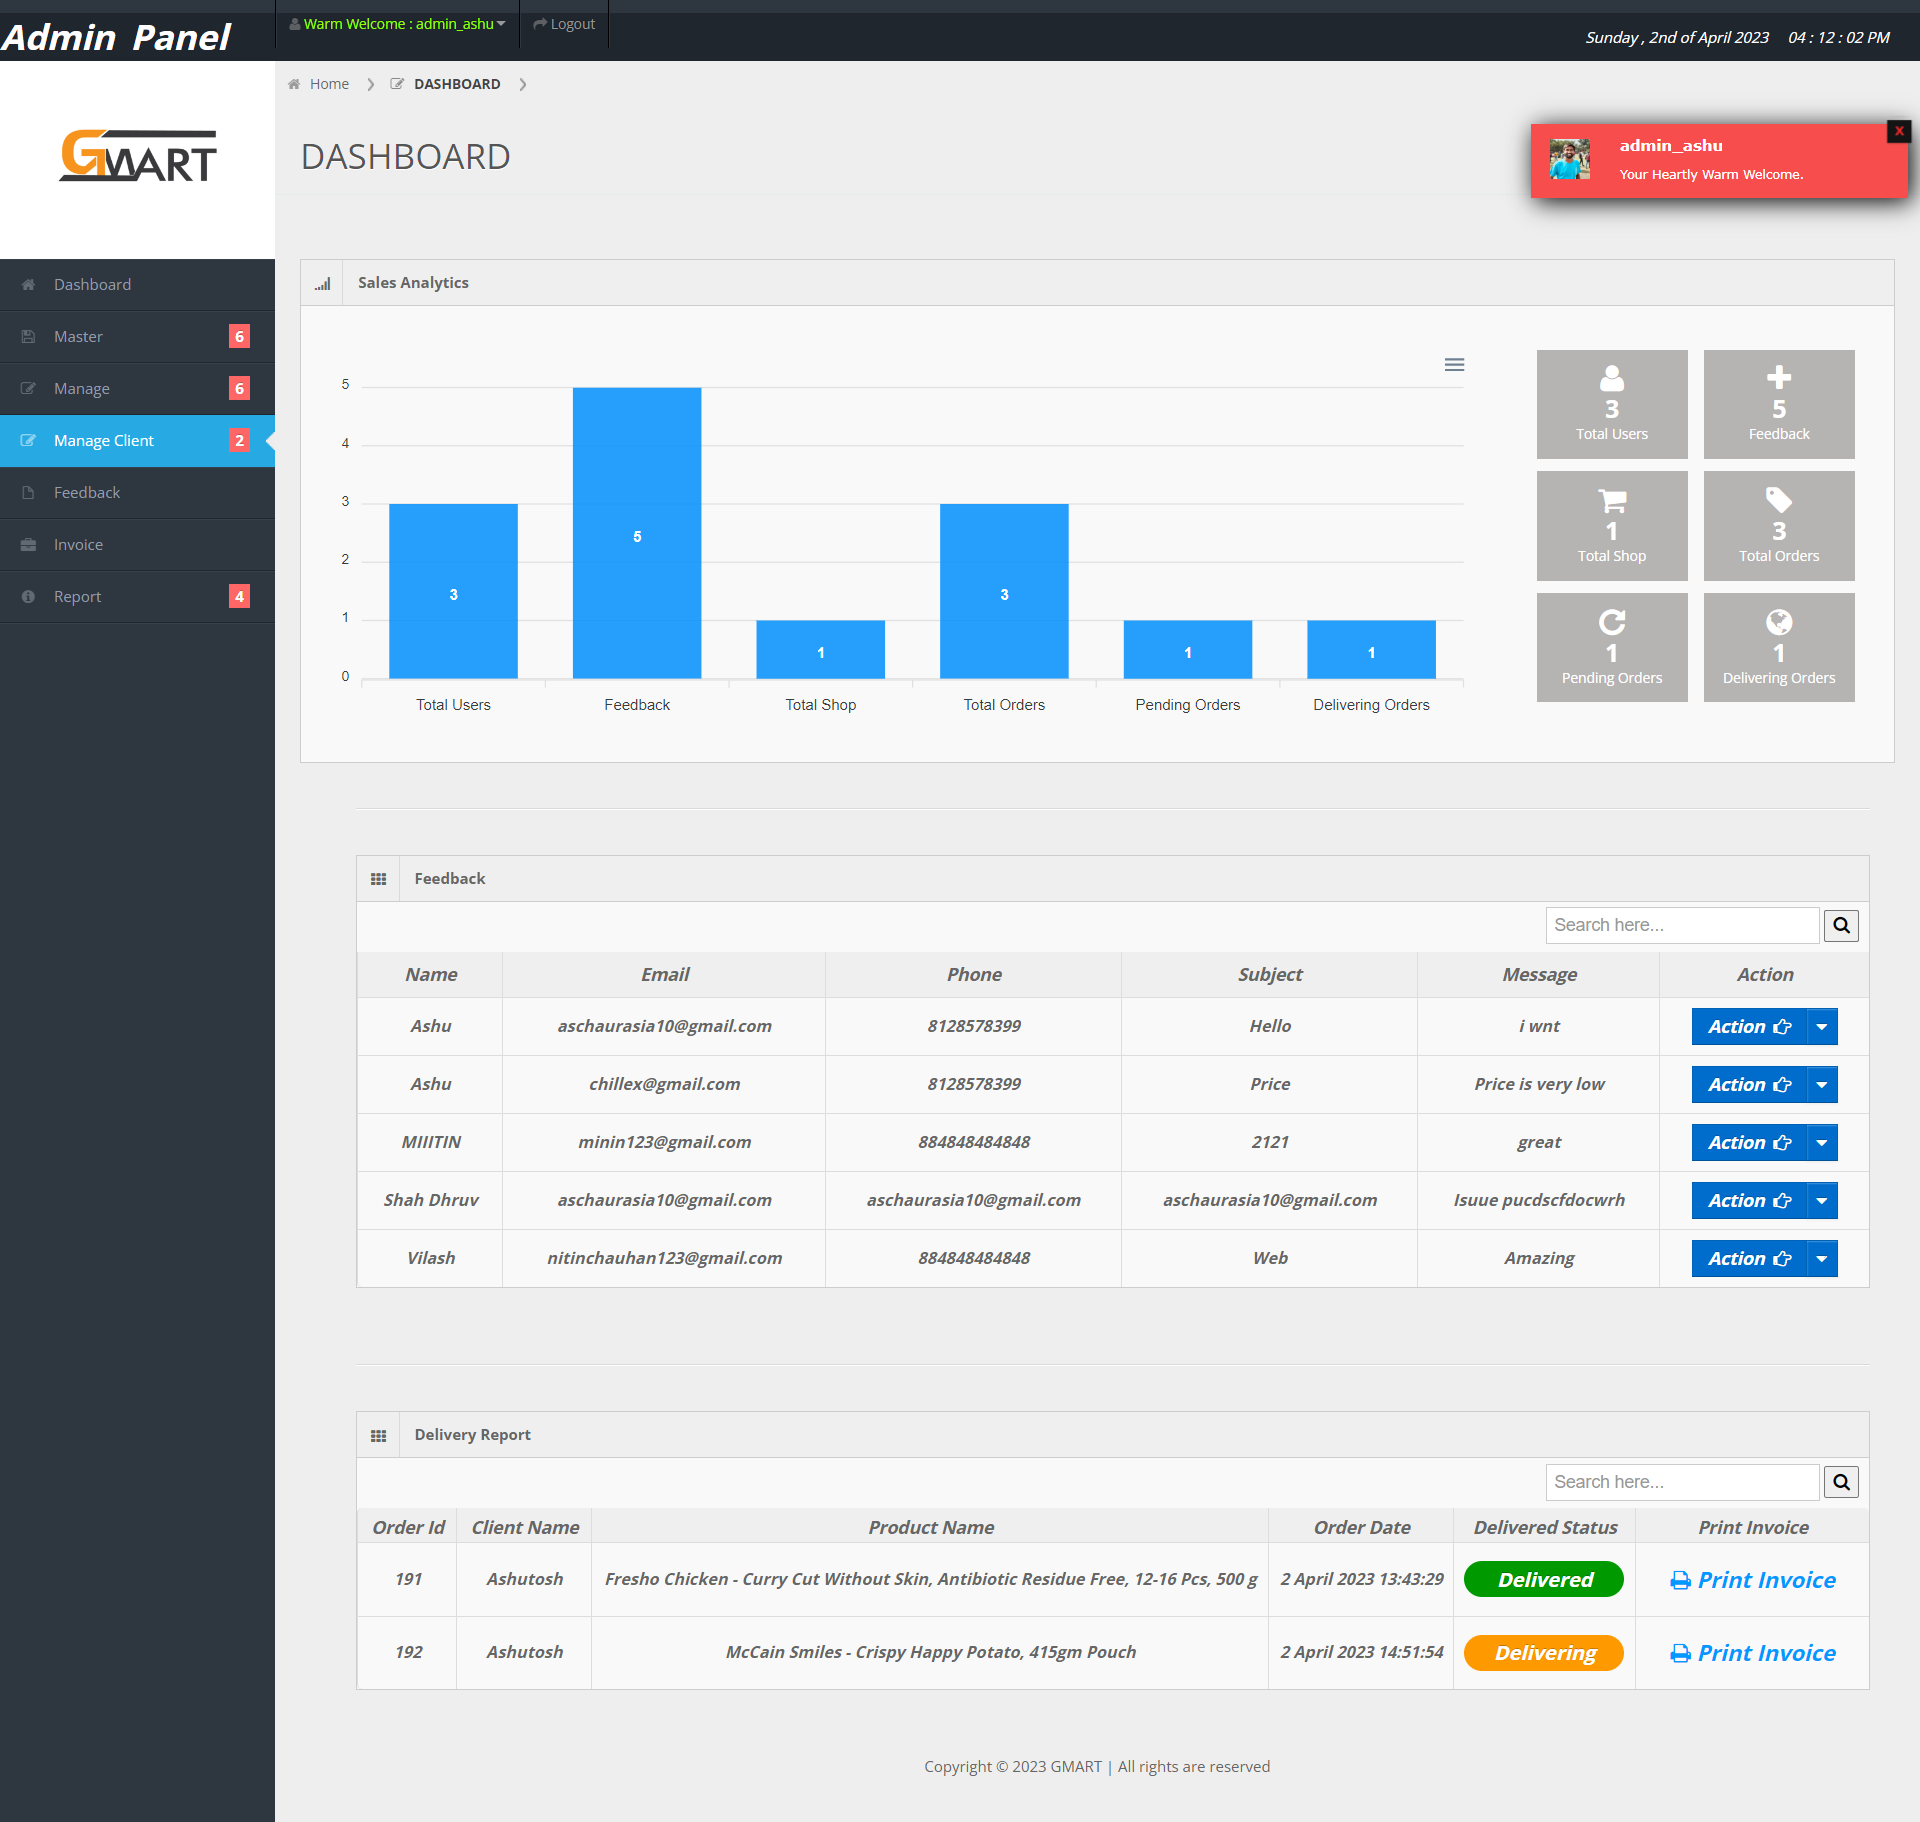 Admin Panel
Warm Welcome : admin_ashu
Logout
Sunday , 2nd of April 2023 04 : 12 : 02 PM
Home DASHBOARD
GMART
DASHBOARD
X
admin_ashu
Your Heartly Warm Welcome.
Dashboard
Master 6
Manage 6
Manage Client 2
Feedback
Invoice
Report 4
Sales Analytics
5
4
3
2
1
0
3
5
1
3
1
1
Total Users Feedback Total Shop Total Orders Pending Orders Delivering Orders
3
Total Users
5
Feedback
1
Total Shop
3
Total Orders
1
Pending Orders
1
Delivering Orders
Feedback
Search here...
Name Email Phone Subject Message Action
Ashu aschaurasia10@gmail.com 8128578399 Hello i wnt Action
Ashu chillex@gmail.com 8128578399 Price Price is very low Action
MIIITIN minin123@gmail.com 884848484848 2121 great Action
Shah Dhruv aschaurasia10@gmail.com aschaurasia10@gmail.com aschaurasia10@gmail.com Isuue pucdscfdocwrh Action
Vilash nitinchauhan123@gmail.com 884848484848 Web Amazing Action
Delivery Report
Search here...
Order Id Client Name Product Name Order Date Delivered Status Print Invoice
191 Ashutosh Fresho Chicken - Curry Cut Without Skin, Antibiotic Residue Free, 12-16 Pcs, 500 g 2 April 2023 13:43:29 Delivered Print Invoice
192 Ashutosh McCain Smiles - Crispy Happy Potato, 415gm Pouch 2 April 2023 14:51:54 Delivering Print Invoice
Copyright © 2023 GMART | All rights are reserved